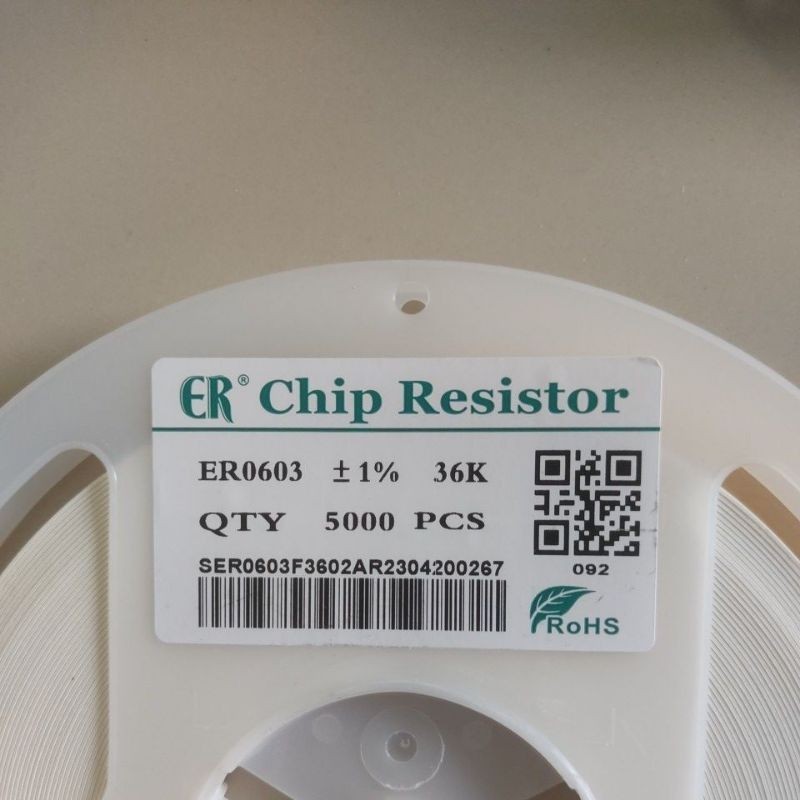 ER® Chip Resistor
ER0603 ±1% 36K
QTY 5000 PCS
SER0603F3602AR2304200267
092
RoHS